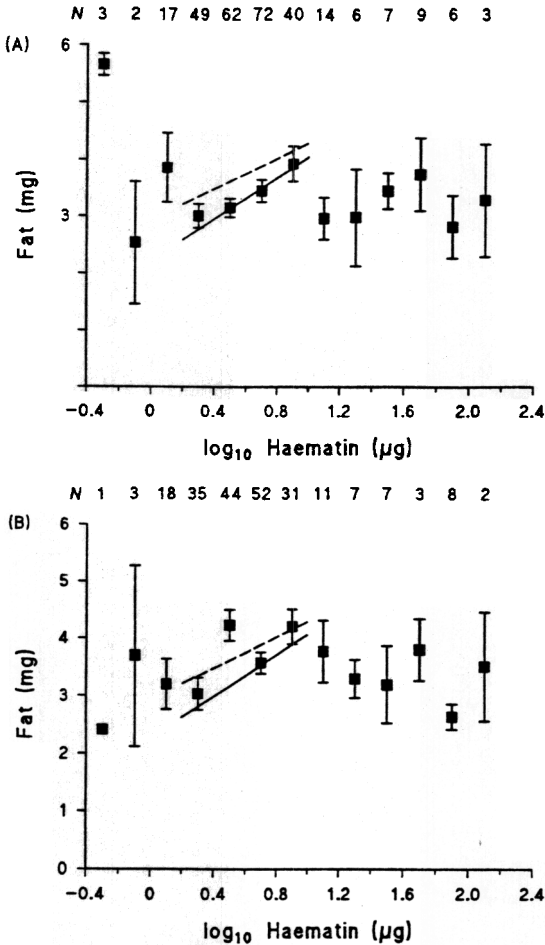 N 3 2 17 49 62 72 40 14 6 7 9 6 3
(A)
6
3
Fat (mg)
-0.4 0 0.4 0.8 1.2 1.6 2.0 2.4
log10 Haematin (µg)
N 1 3 18 35 44 52 31 11 7 7 3 8 2
(B)
6
5
4
3
2
1
0
Fat (mg)
-0.4 0 0.4 0.8 1.2 1.6 2.0 2.4
log10 Haematin (µg)